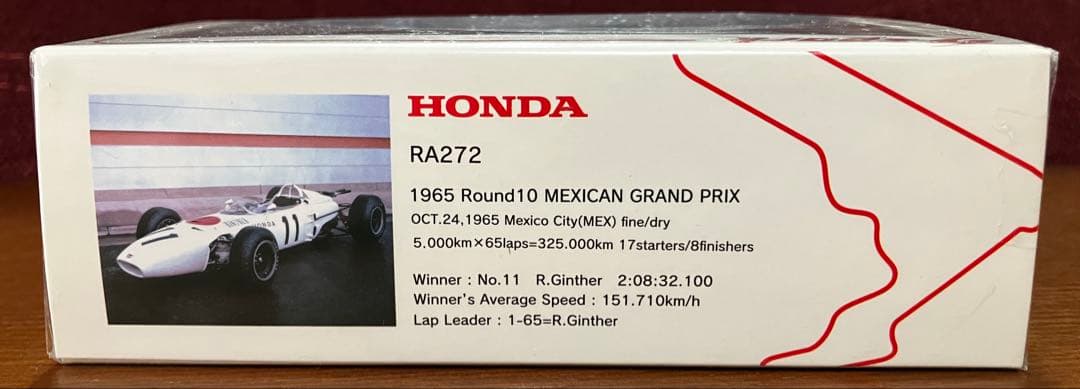 HONDA
RA272
1965 Round10 MEXICAN GRAND PRIX
OCT.24,1965 Mexico City(MEX) fine/dry
5.000km×65laps=325.000km 17starters/8finishers
Winner : No.11 R.Ginther 2:08:32.100
Winner's Average Speed : 151.710km/h
Lap Leader : 1-65=R.Ginther
11
HONDA